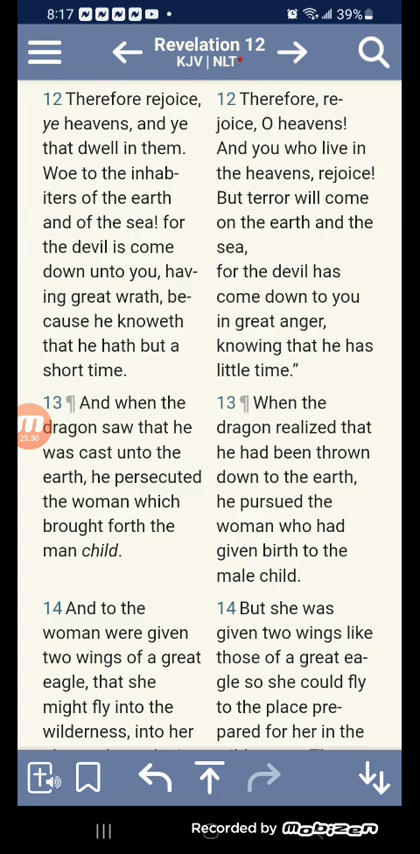 8:17
39%
Revelation 12
KJV | NLT*
12 Therefore rejoice,
ye heavens, and ye
that dwell in them.
Woe to the inhab-
iters of the earth
and of the sea! for
the devil is come
down unto you, hav-
ing great wrath, be-
cause he knoweth
that he hath but a
short time.
13 ¶ And when the
dragon saw that he
was cast unto the
earth, he persecuted
the woman which
brought forth the
man child.
14 And to the
woman were given
two wings of a great
eagle, that she
might fly into the
wilderness, into her
12 Therefore, re-
joice, O heavens!
And you who live in
the heavens, rejoice!
But terror will come
on the earth and the
sea,
for the devil has
come down to you
in great anger,
knowing that he has
little time.”
13 ¶ When the
dragon realized that
he had been thrown
down to the earth,
he pursued the
woman who had
given birth to the
male child.
14 But she was
given two wings like
those of a great ea-
gle so she could fly
to the place pre-
pared for her in the
25:30
Recorded by Mobizen